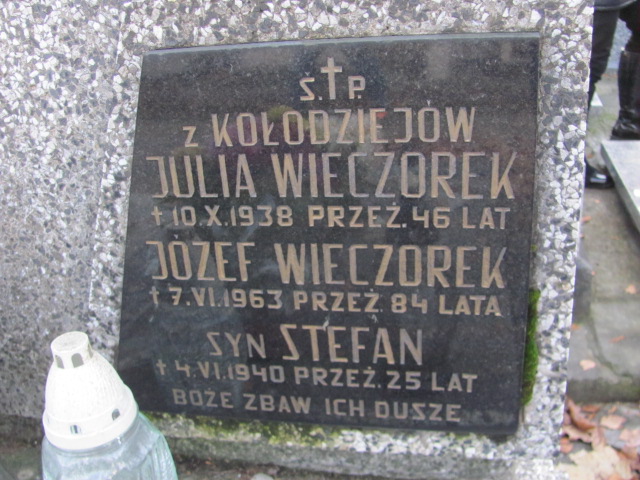 Ś.†P.
z KOŁODZIEJÓW
JULIA WIECZOREK
† 10.X.1938 PRZEŻ. 46 LAT
JÓZEF WIECZOREK
† 7.VI.1963 PRZEŻ. 84 LATA
SYN STEFAN
† 4.VI.1940 PRZEŻ. 25 LAT
BOŻE ZBAW ICH DUSZE